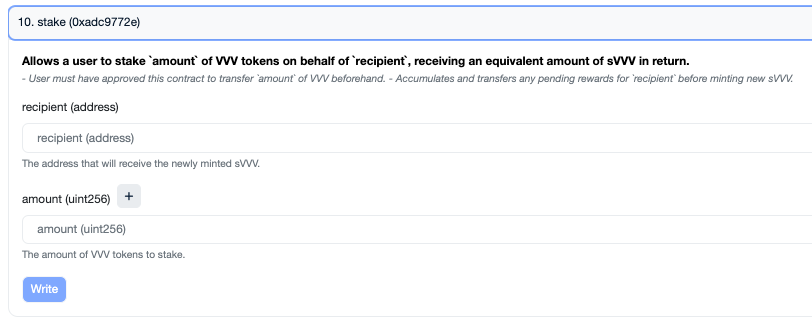 10. stake (0xadc9772e)
Allows a user to stake `amount` of VVV tokens on behalf of `recipient`, receiving an equivalent amount of sVVV in return.
- User must have approved this contract to transfer `amount` of VVV beforehand. - Accumulates and transfers any pending rewards for `recipient` before minting new sVVV.
recipient (address)
recipient (address)
The address that will receive the newly minted sVVV.
amount (uint256) +
amount (uint256)
The amount of VVV tokens to stake.
Write